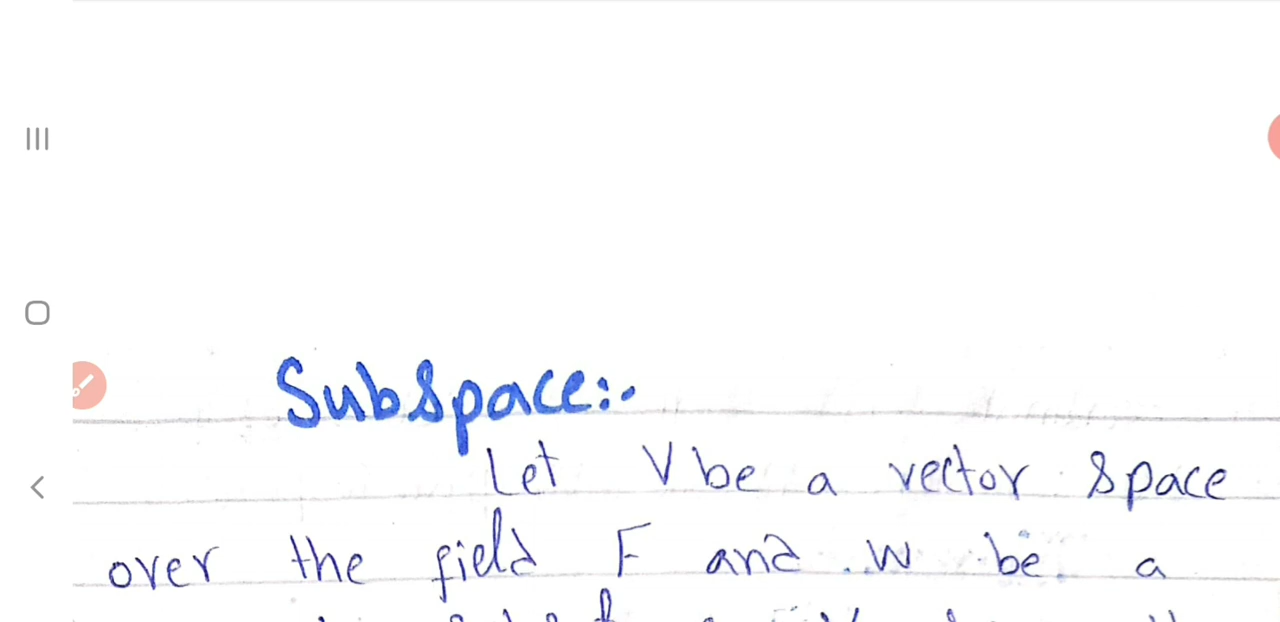 Subspace:-
Let V be a vector space
over the field F and W be a